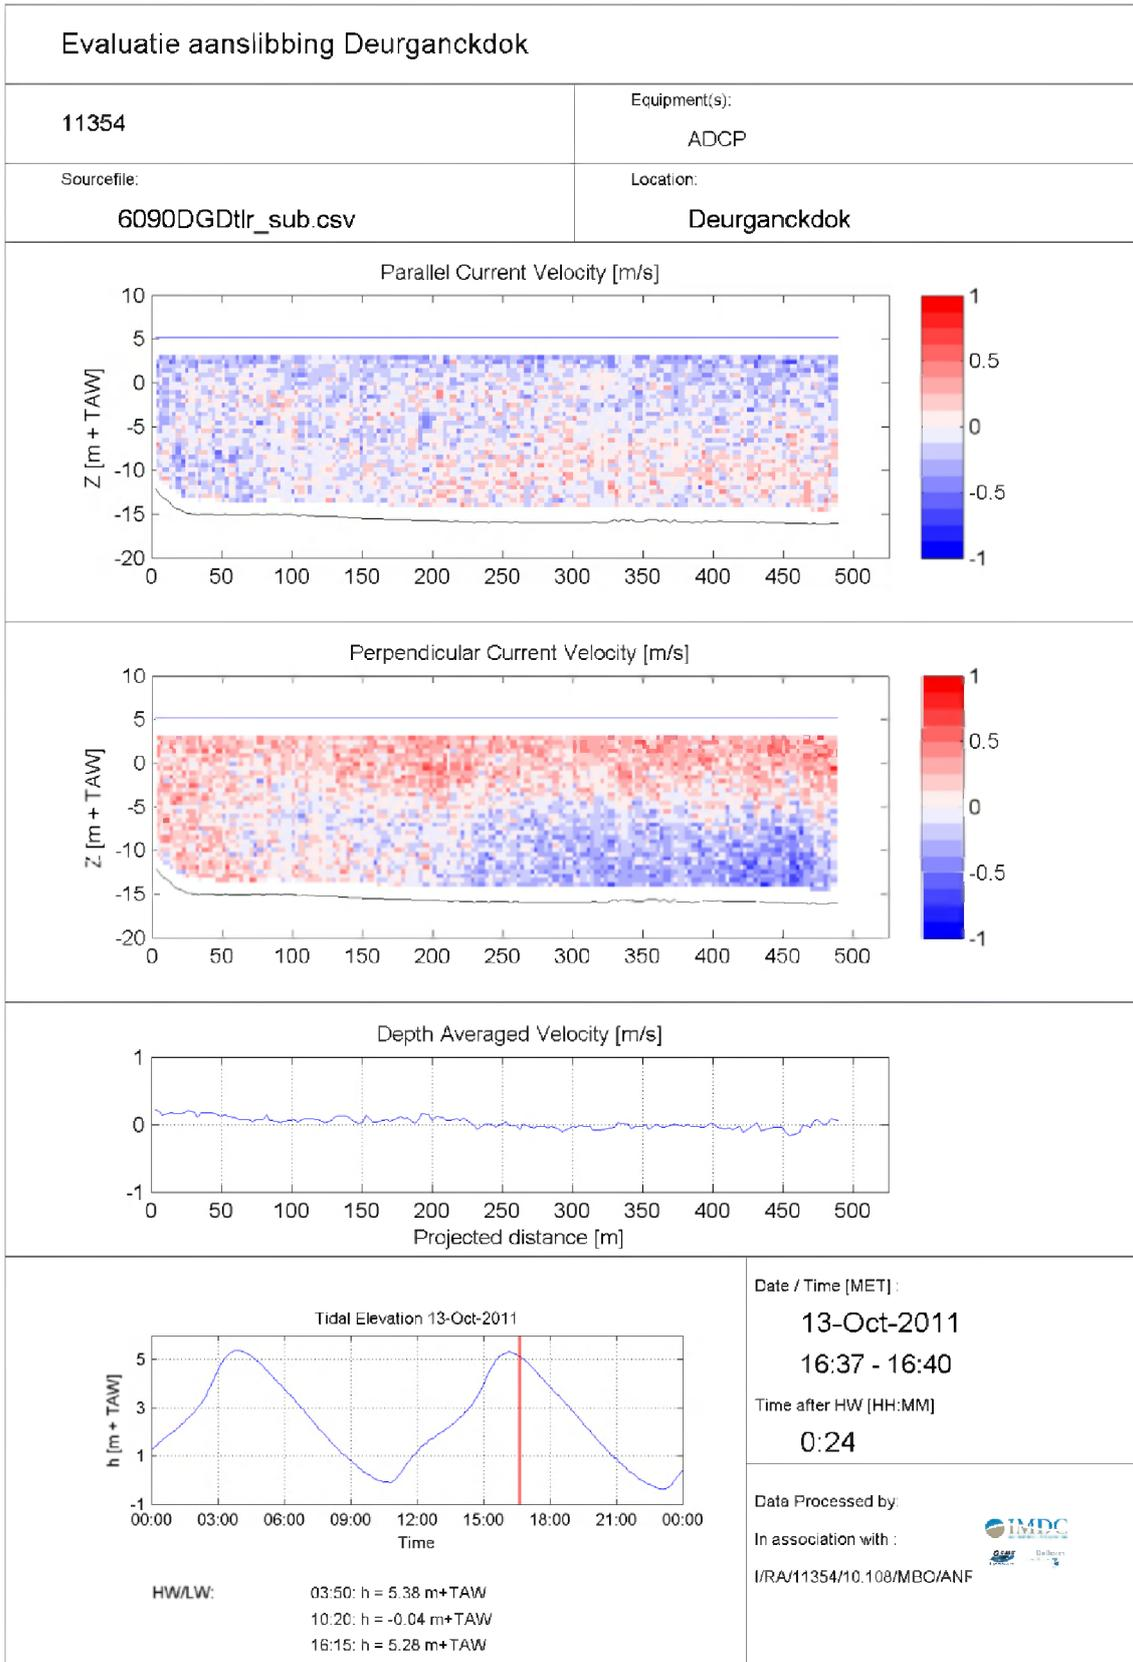 Evaluatie aanslibbing Deurganckdok
11354
Equipment(s):
ADCP
Sourcefile:
6090DGDtlr_sub.csv
Location:
Deurganckdok
Parallel Current Velocity [m/s]
10
5
0
-5
-10
-15
-20
Z [m + TAW]
0 50 100 150 200 250 300 350 400 450 500
1
0.5
0
-0.5
-1
Perpendicular Current Velocity [m/s]
10
5
0
-5
-10
-15
-20
Z [m + TAW]
0 50 100 150 200 250 300 350 400 450 500
1
0.5
0
-0.5
-1
Depth Averaged Velocity [m/s]
1
0
-1
0 50 100 150 200 250 300 350 400 450 500
Projected distance [m]
Tidal Elevation 13-Oct-2011
5
3
1
-1
h [m + TAW]
00:00 03:00 06:00 09:00 12:00 15:00 18:00 21:00 00:00
Time
HW/LW:
03:50: h = 5.38 m+TAW
10:20: h = -0.04 m+TAW
16:15: h = 5.28 m+TAW
Date / Time [MET] :
13-Oct-2011
16:37 - 16:40
Time after HW [HH:MM]
0:24
Data Processed by:
IMDC
In association with :
I/RA/11354/10.108/MBO/ANF